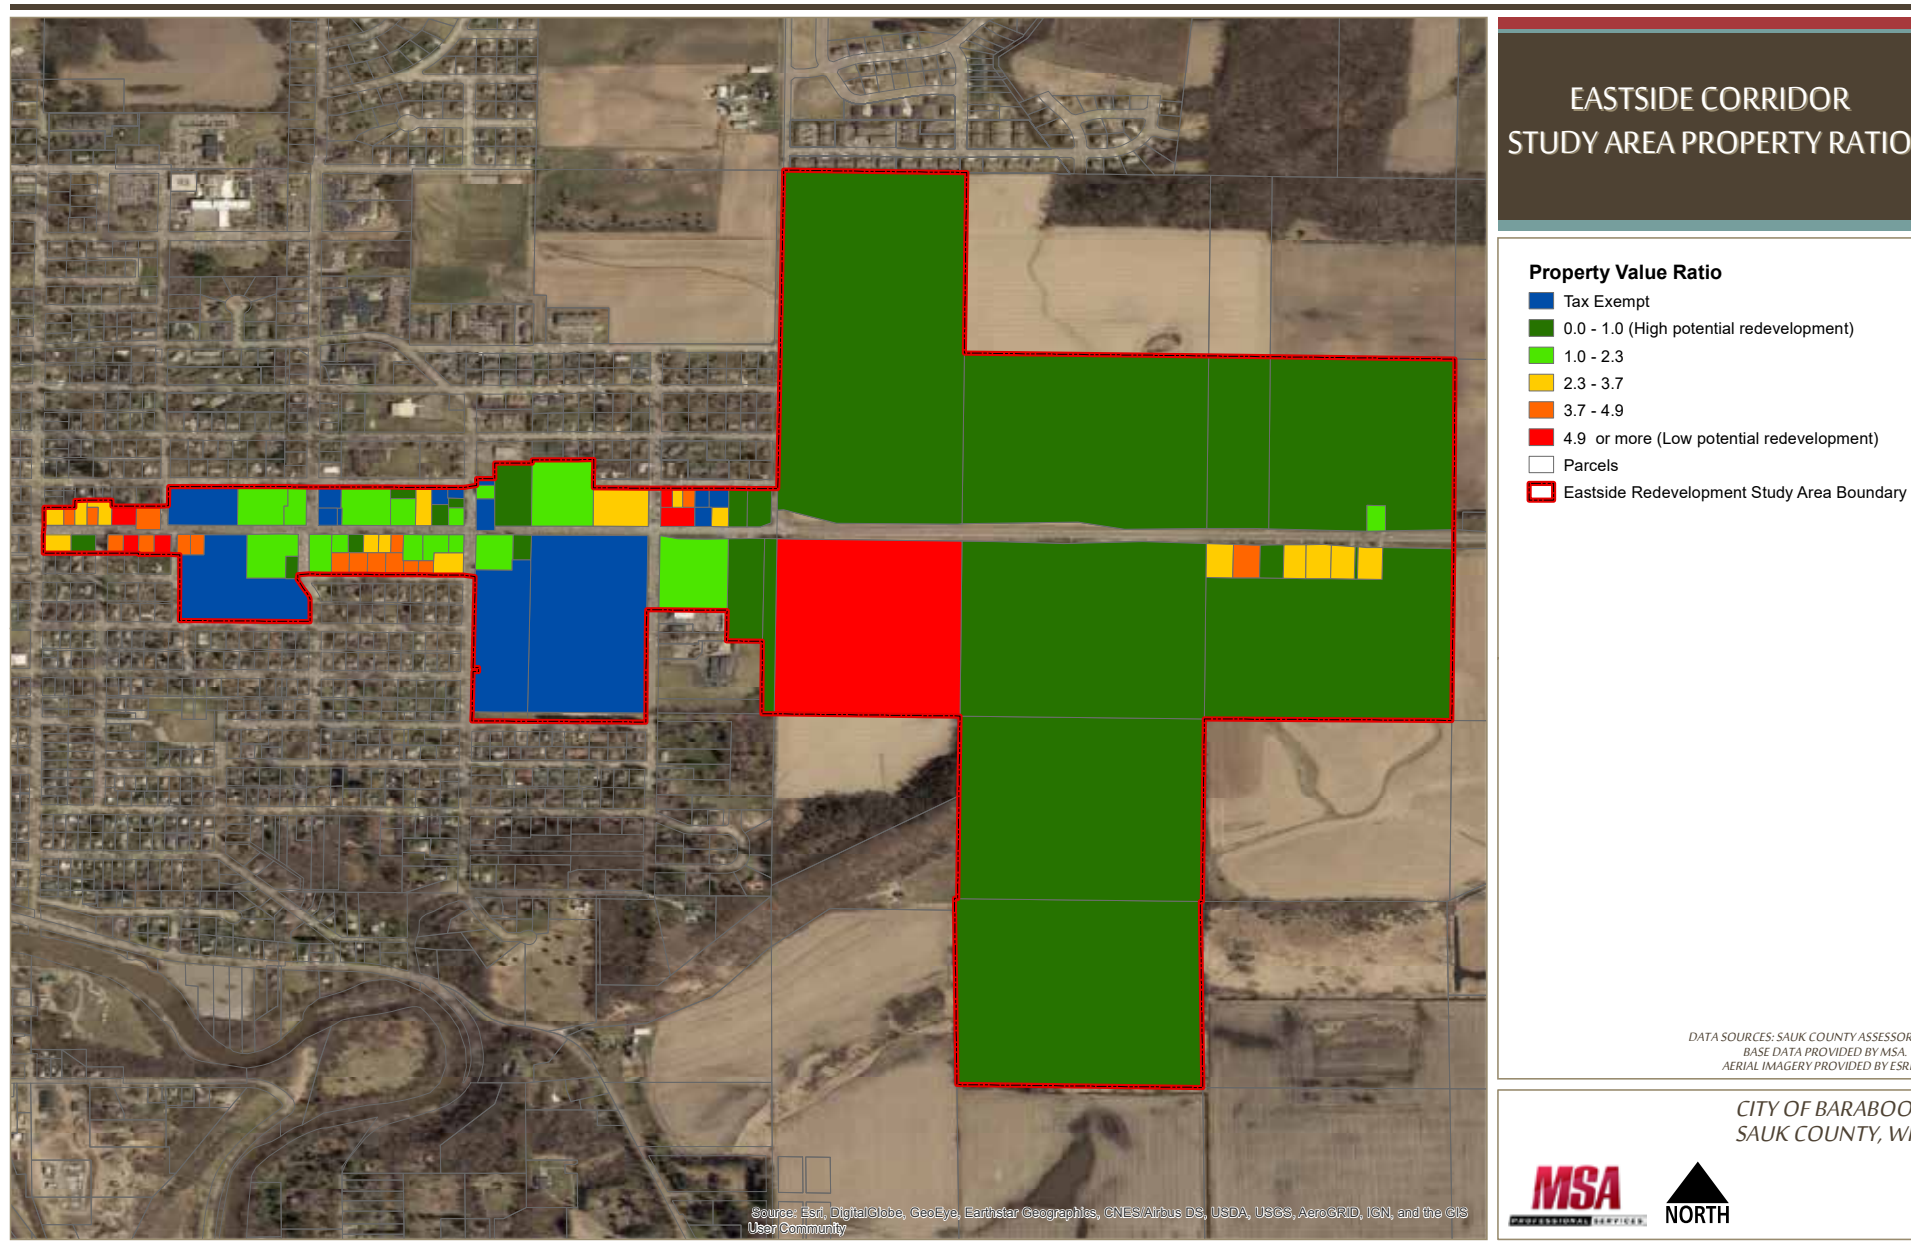 EASTSIDE CORRIDOR
STUDY AREA PROPERTY RATIO
Property Value Ratio
Tax Exempt
0.0 - 1.0 (High potential redevelopment)
1.0 - 2.3
2.3 - 3.7
3.7 - 4.9
4.9 or more (Low potential redevelopment)
Parcels
Eastside Redevelopment Study Area Boundary
DATA SOURCES: SAUK COUNTY ASSESSOR
BASE DATA PROVIDED BY MSA.
AERIAL IMAGERY PROVIDED BY ESRI
CITY OF BARABOO
SAUK COUNTY, WI
MSA
PROFESSIONAL SERVICES
NORTH
Source: Esri, DigitalGlobe, GeoEye, Earthstar Geographics, CNES/Airbus DS, USDA, USGS, AeroGRID, IGN, and the GIS
User Community